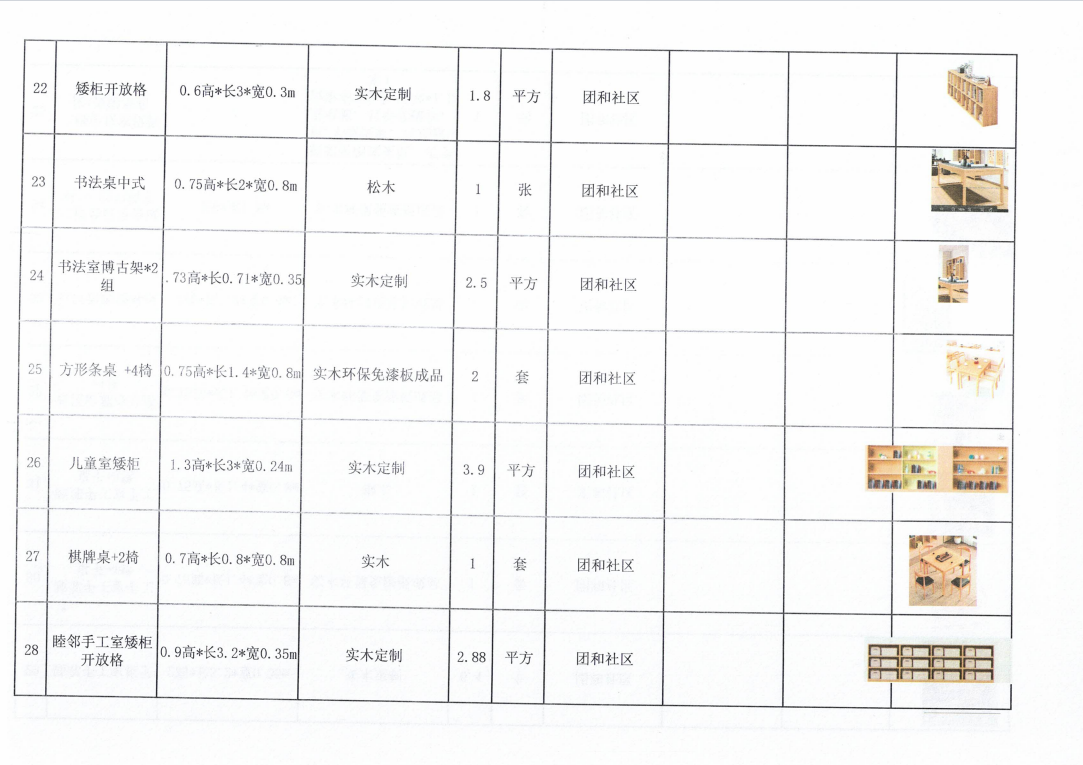 22 矮柜开放格 0.6高*长3*宽0.3m 实木定制 1.8 平方 团和社区
23 书法桌中式 0.75高*长2*宽0.8m 松木 1 张 团和社区
24 书法室博古架*2组 .73高*长0.71*宽0.35 实木定制 2.5 平方 团和社区
25 方形条桌 +4椅 0.75高*长1.4*宽0.8m 实木环保免漆板成品 2 套 团和社区
26 儿童室矮柜 1.3高*长3*宽0.24m 实木定制 3.9 平方 团和社区
27 棋牌桌+2椅 0.7高*长0.8*宽0.8m 实木 1 套 团和社区
28 睦邻手工室矮柜开放格 0.9高*长3.2*宽0.35m 实木定制 2.88 平方 团和社区